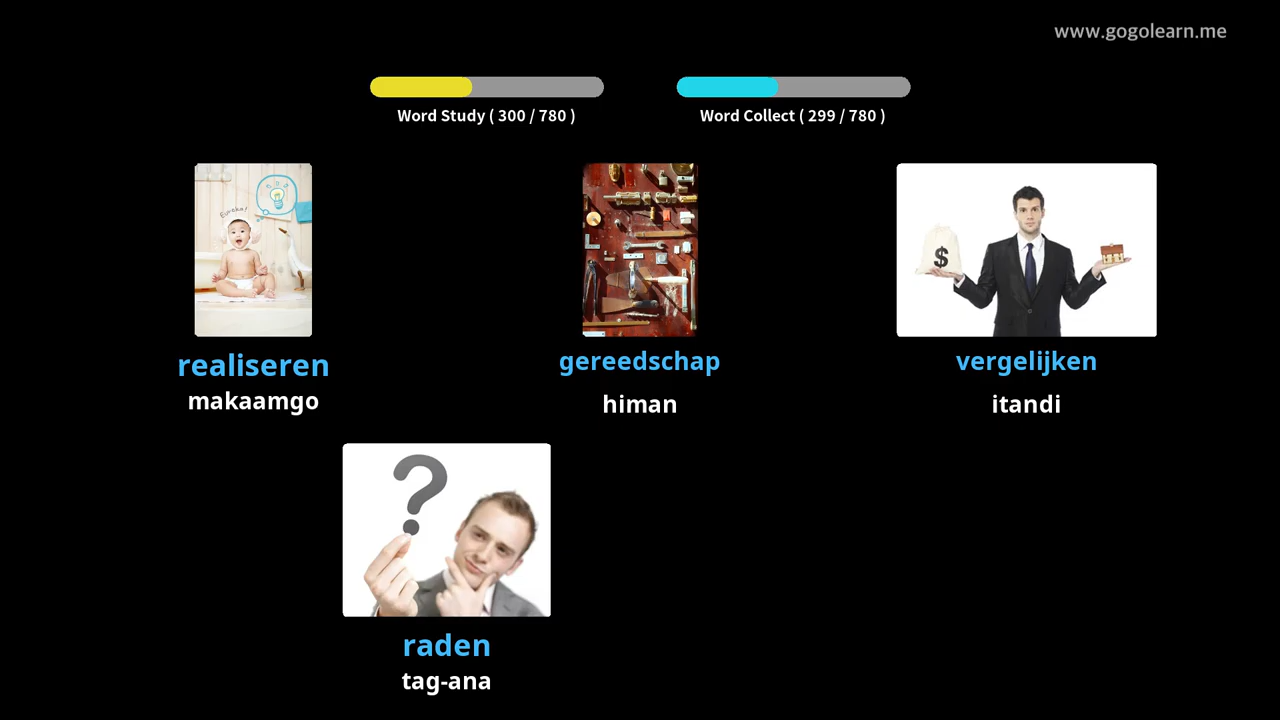 www.gogolearn.me
Word Study ( 300 / 780 )
Word Collect ( 299 / 780 )
Eureka!
$
realiseren
makaamgo
gereedschap
himan
vergelijken
itandi
?
raden
tag-ana